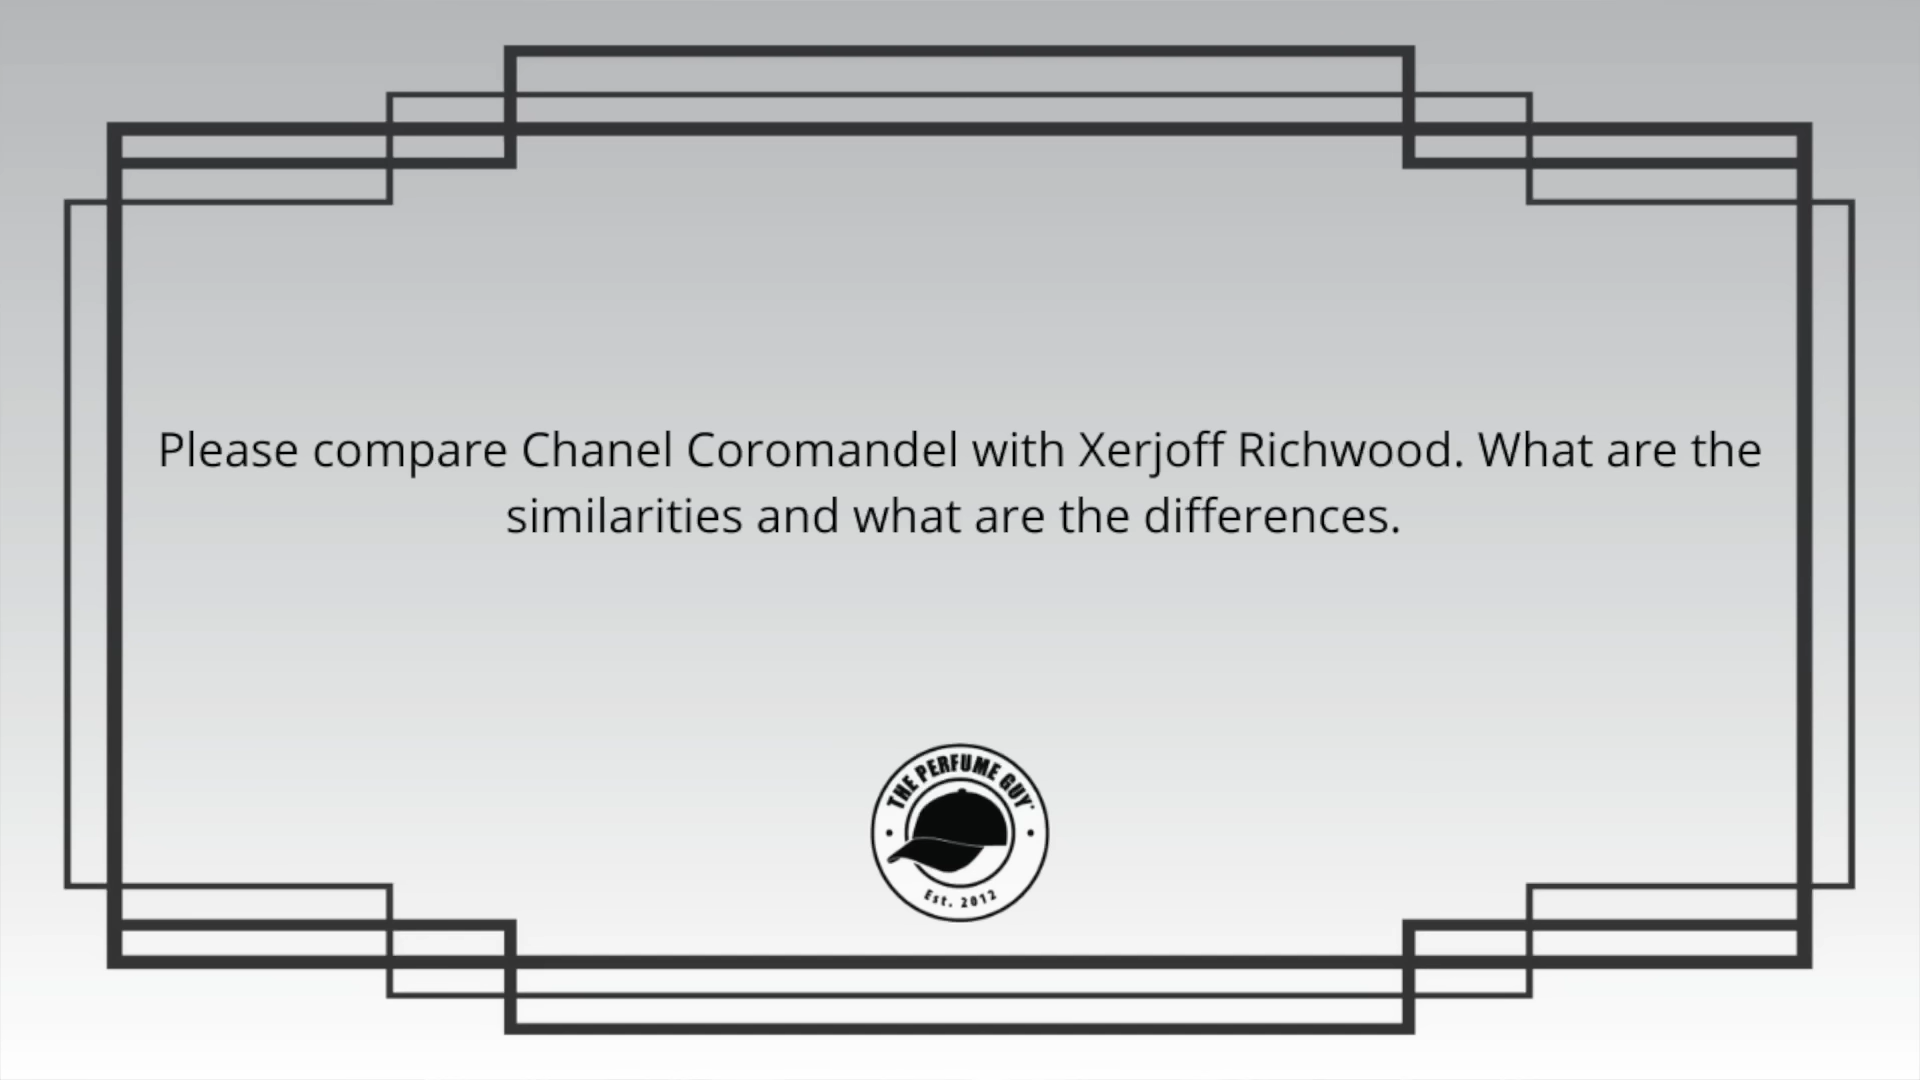 Please compare Chanel Coromandel with Xerjoff Richwood. What are the
similarities and what are the differences.
THE PERFUME GUY
Est. 2012